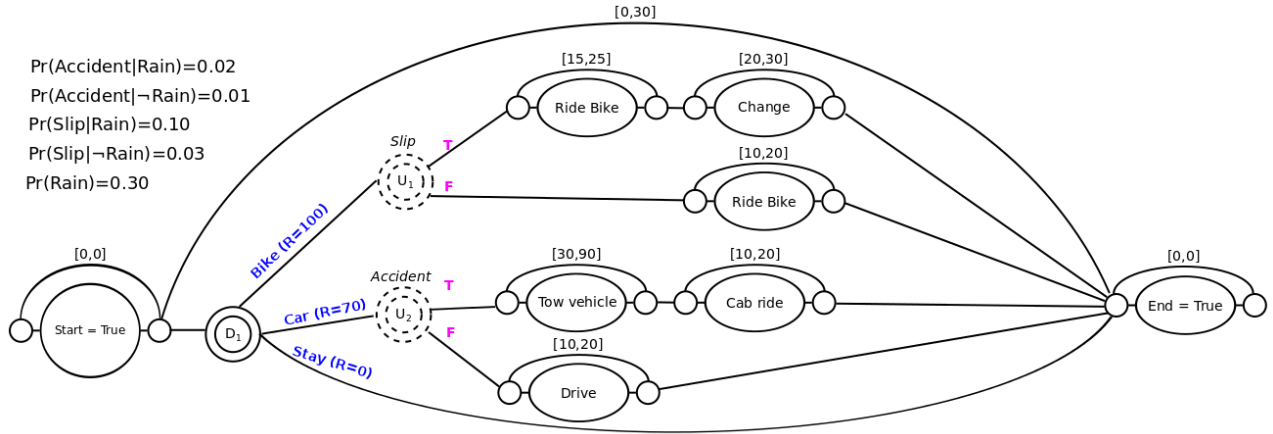 [0,30]
Pr(Accident|Rain)=0.02
Pr(Accident|¬Rain)=0.01
Pr(Slip|Rain)=0.10
Pr(Slip|¬Rain)=0.03
Pr(Rain)=0.30
[15,25]
Ride Bike
[20,30]
Change
Slip
U1
T
F
[10,20]
Ride Bike
Bike (R=100)
[0,0]
Start = True
D1
Car (R=70)
Stay (R=0)
Accident
U2
T
F
[30,90]
Tow vehicle
[10,20]
Cab ride
[10,20]
Drive
[0,0]
End = True